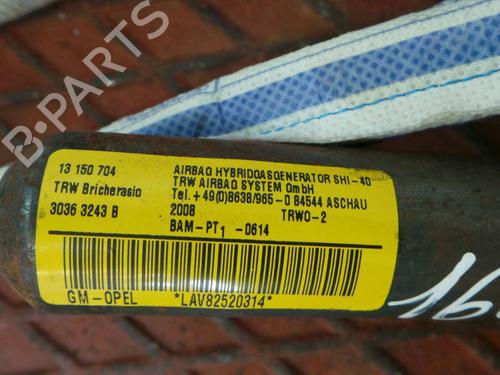 B-PARTS
13 150 704
TRW Bricherasio
3036 3243 B
AIRBAG HYBRIDGASGENERATOR SHI-40
TRW AIRBAG SYSTEM GmbH
Tel. +49(0)8638/965-0 84544 ASCHAU
2008 TRWO-2
BAM-PT1 -0614
GM-OPEL *LAV82520314*